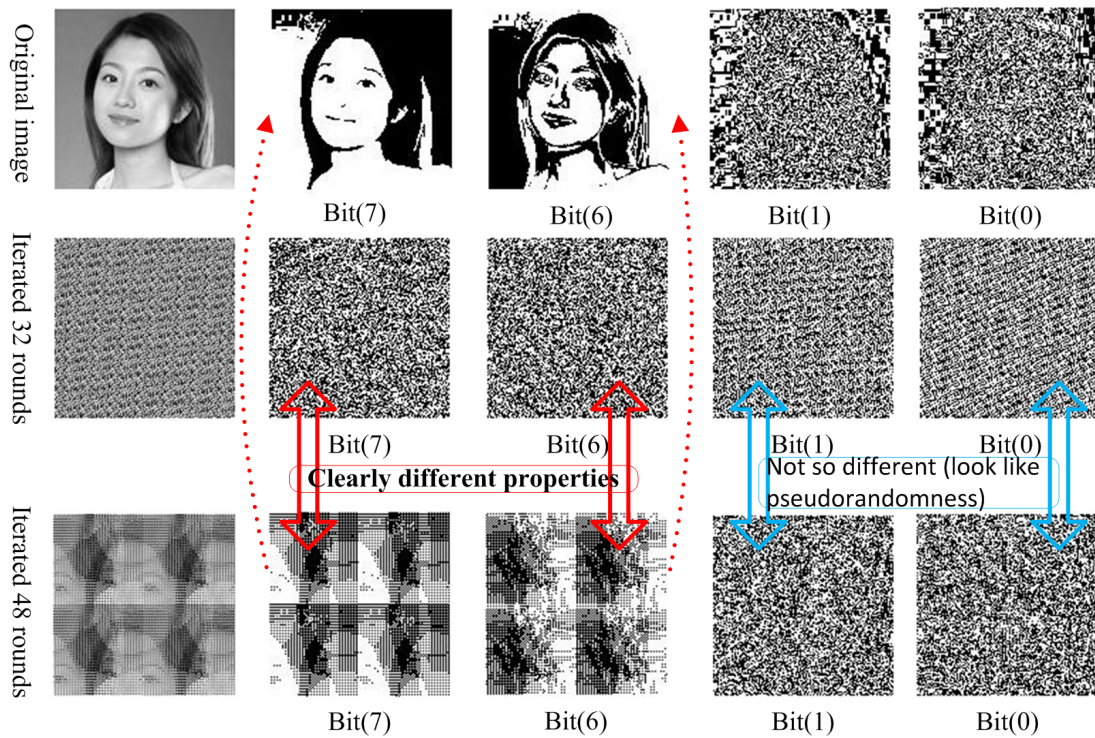 Original image
Bit(7)
Bit(6)
Bit(1)
Bit(0)
Iterated 32 rounds
Bit(7)
Bit(6)
Bit(1)
Bit(0)
Clearly different properties
Not so different (look like
pseudorandomness)
Iterated 48 rounds
Bit(7)
Bit(6)
Bit(1)
Bit(0)